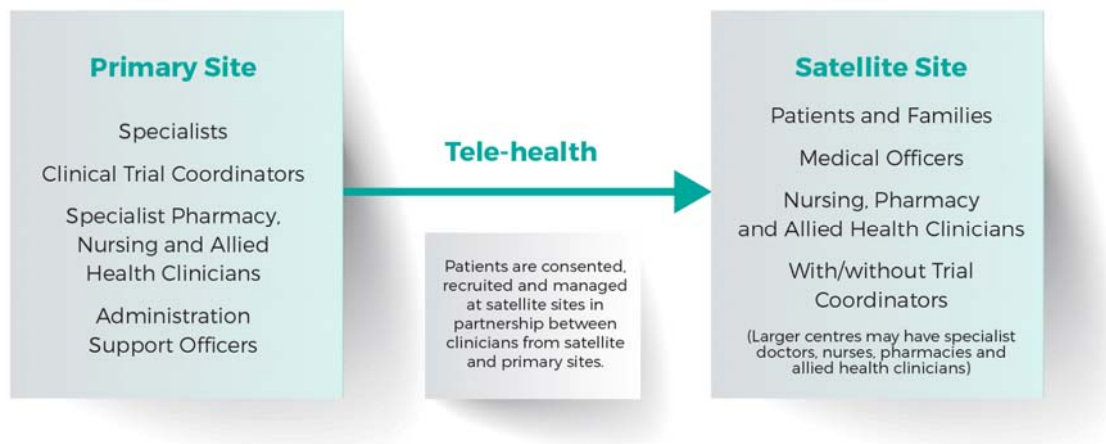 Primary Site
Specialists
Clinical Trial Coordinators
Specialist Pharmacy,
Nursing and Allied
Health Clinicians
Administration
Support Officers
Tele-health
Patients are consented,
recruited and managed
at satellite sites in
partnership between
clinicians from satellite
and primary sites.
Satellite Site
Patients and Families
Medical Officers
Nursing, Pharmacy
and Allied Health Clinicians
With/without Trial
Coordinators
(Larger centres may have specialist
doctors, nurses, pharmacies and
allied health clinicians)